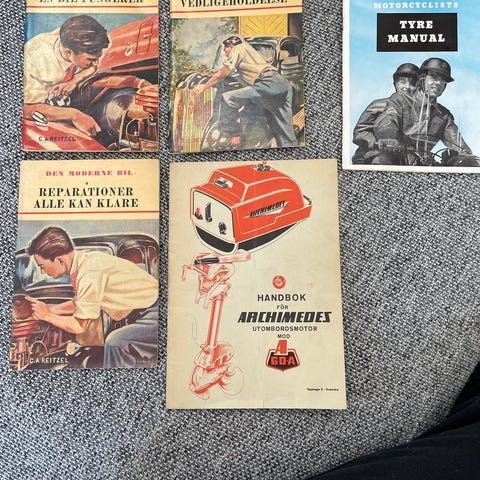 EN BIL FUNGERER
C.A. REITZEL
VEDLIGEHOLDELSE
MOTORCYCLISTS
TYRE
MANUAL
DEN MODERNE BIL
REPARATIONER
ALLE KAN KLARE
C.A. REITZEL
ARCHIMEDES
HANDBOK
FÖR
ARCHIMEDES
UTOMBORDSMOTOR
MOD
A
60-A